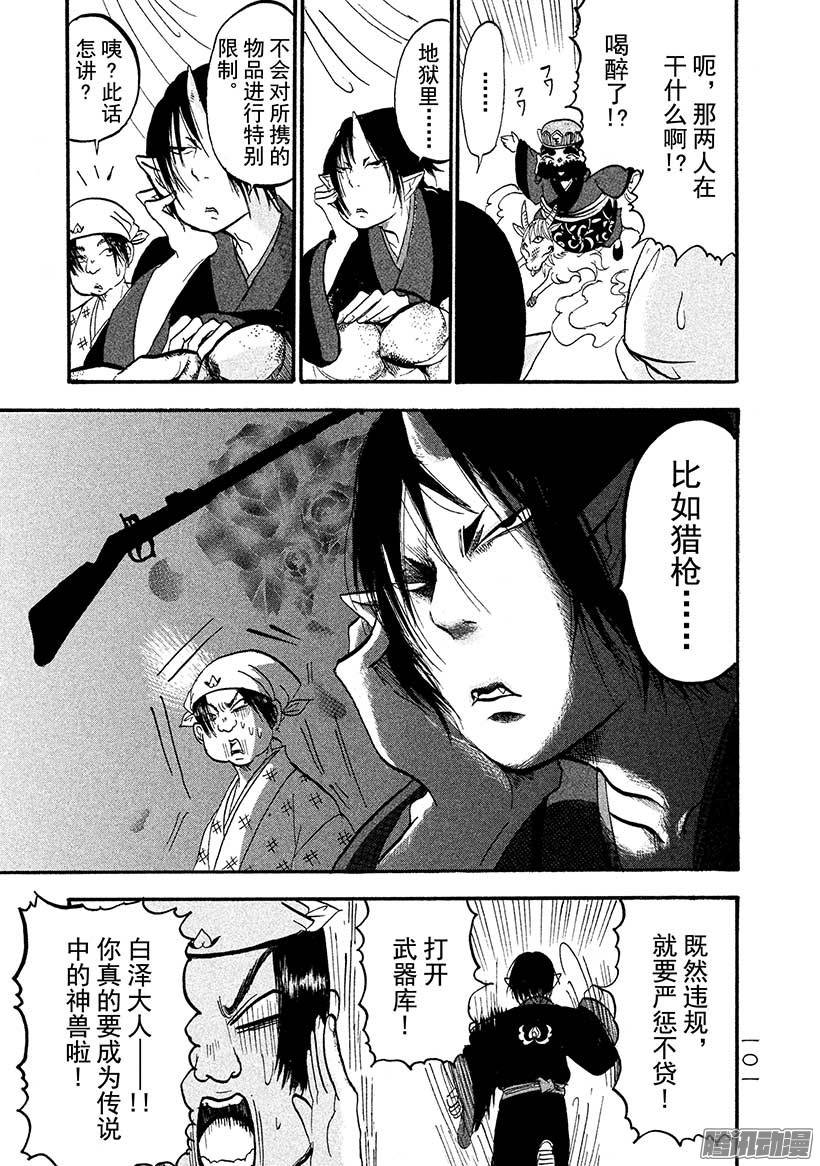 呃，那两人在
干什么啊!?
喝醉了!?
……
フワ
フワ
地狱里……
不会对所携的
物品进行特别
限制。
咦？此话
怎讲？
比如猎枪……
既然违规，
就要严惩不贷！
打开
武器库！
白泽大人——!!
你真的要成为传说
中的神兽啦！
101
腾讯动漫